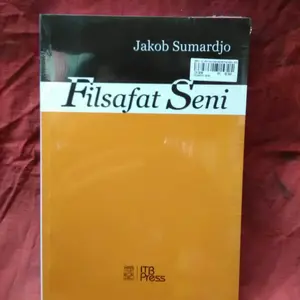 Jakob Sumardjo
Filsafat Seni
ITB
Press